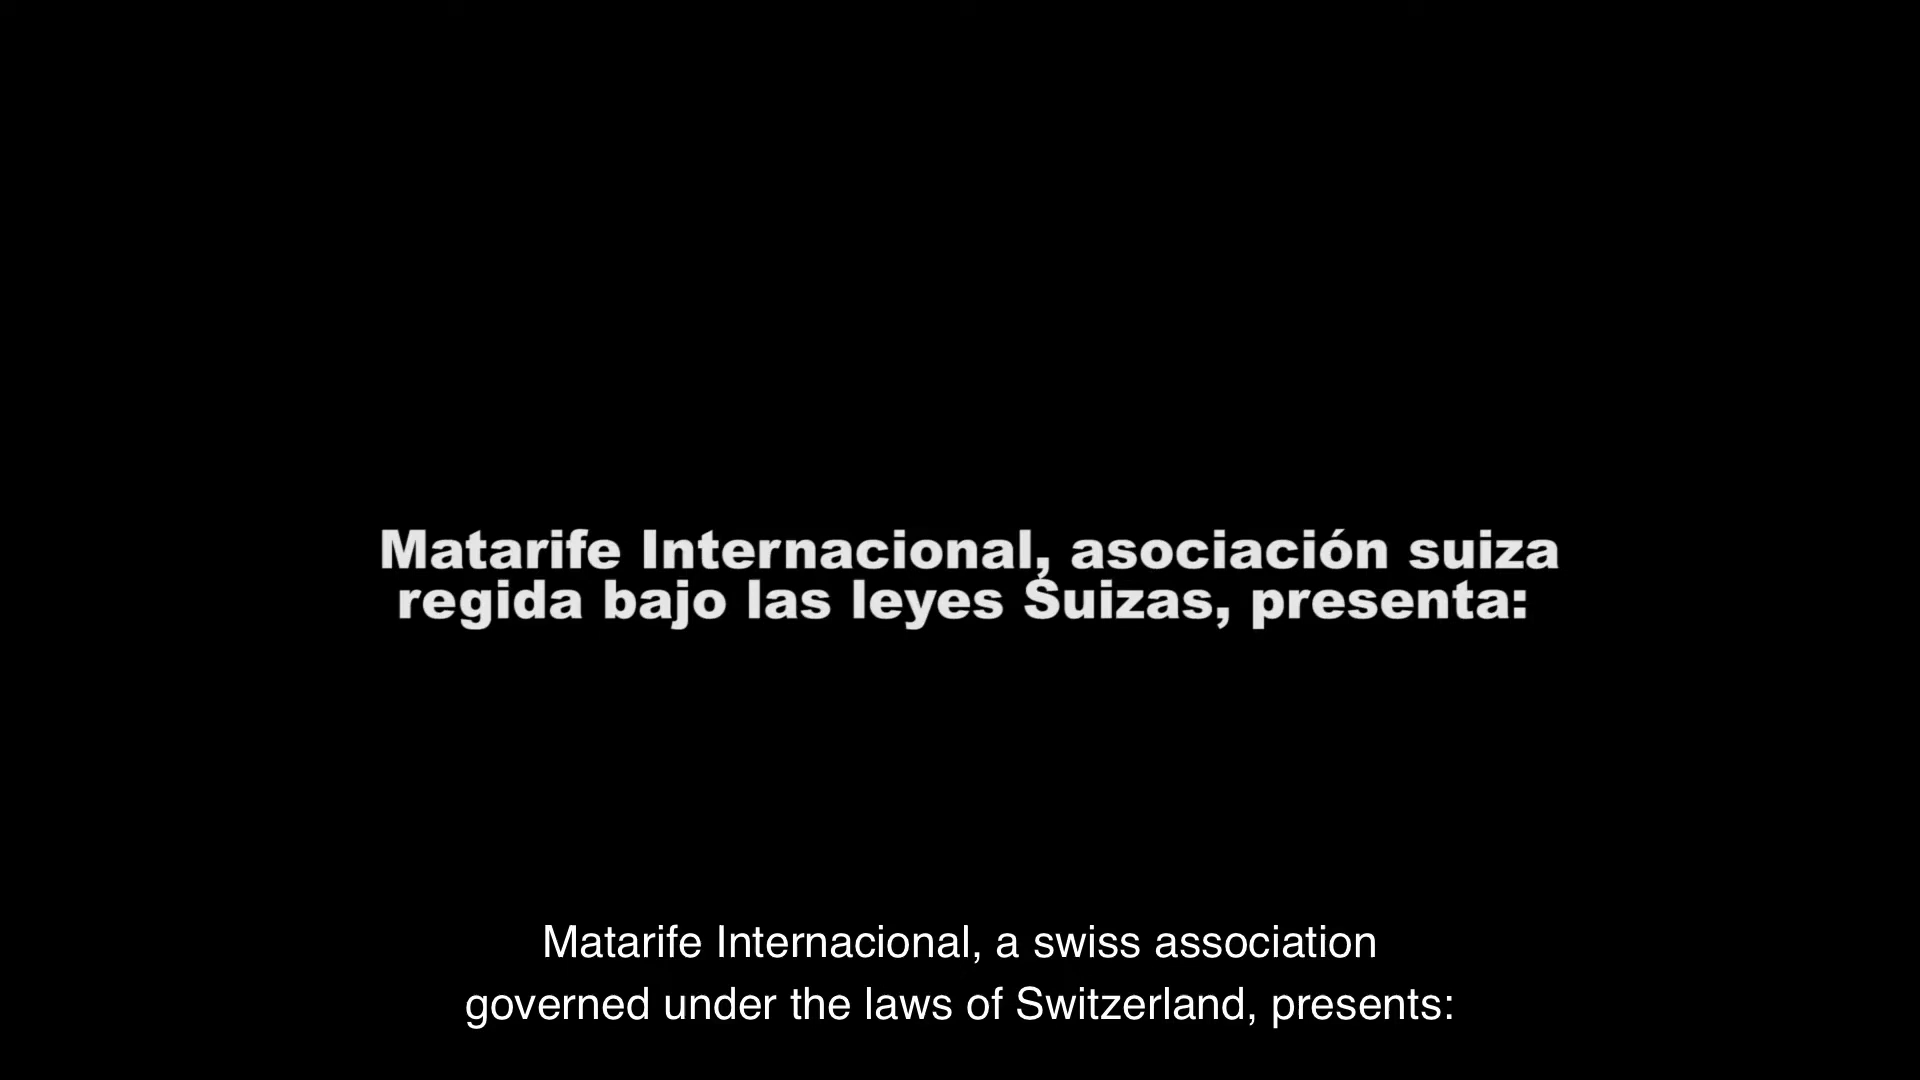 Matarife Internacional, asociación suiza
regida bajo las leyes Suizas, presenta:
Matarife Internacional, a swiss association
governed under the laws of Switzerland, presents: